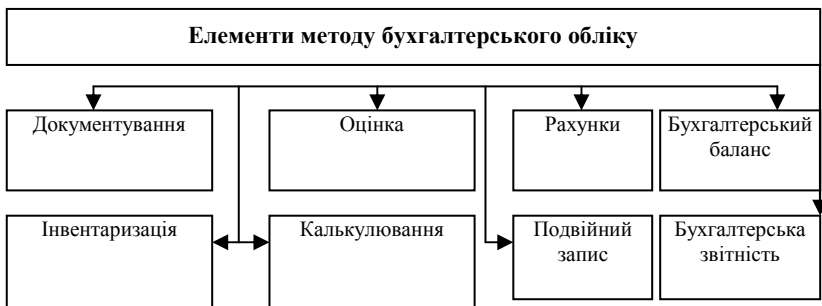 Елементи методу бухгалтерського обліку
Документування
Оцінка
Рахунки
Бухгалтерський
баланс
Інвентаризація
Калькулювання
Подвійний
запис
Бухгалтерська
звітність